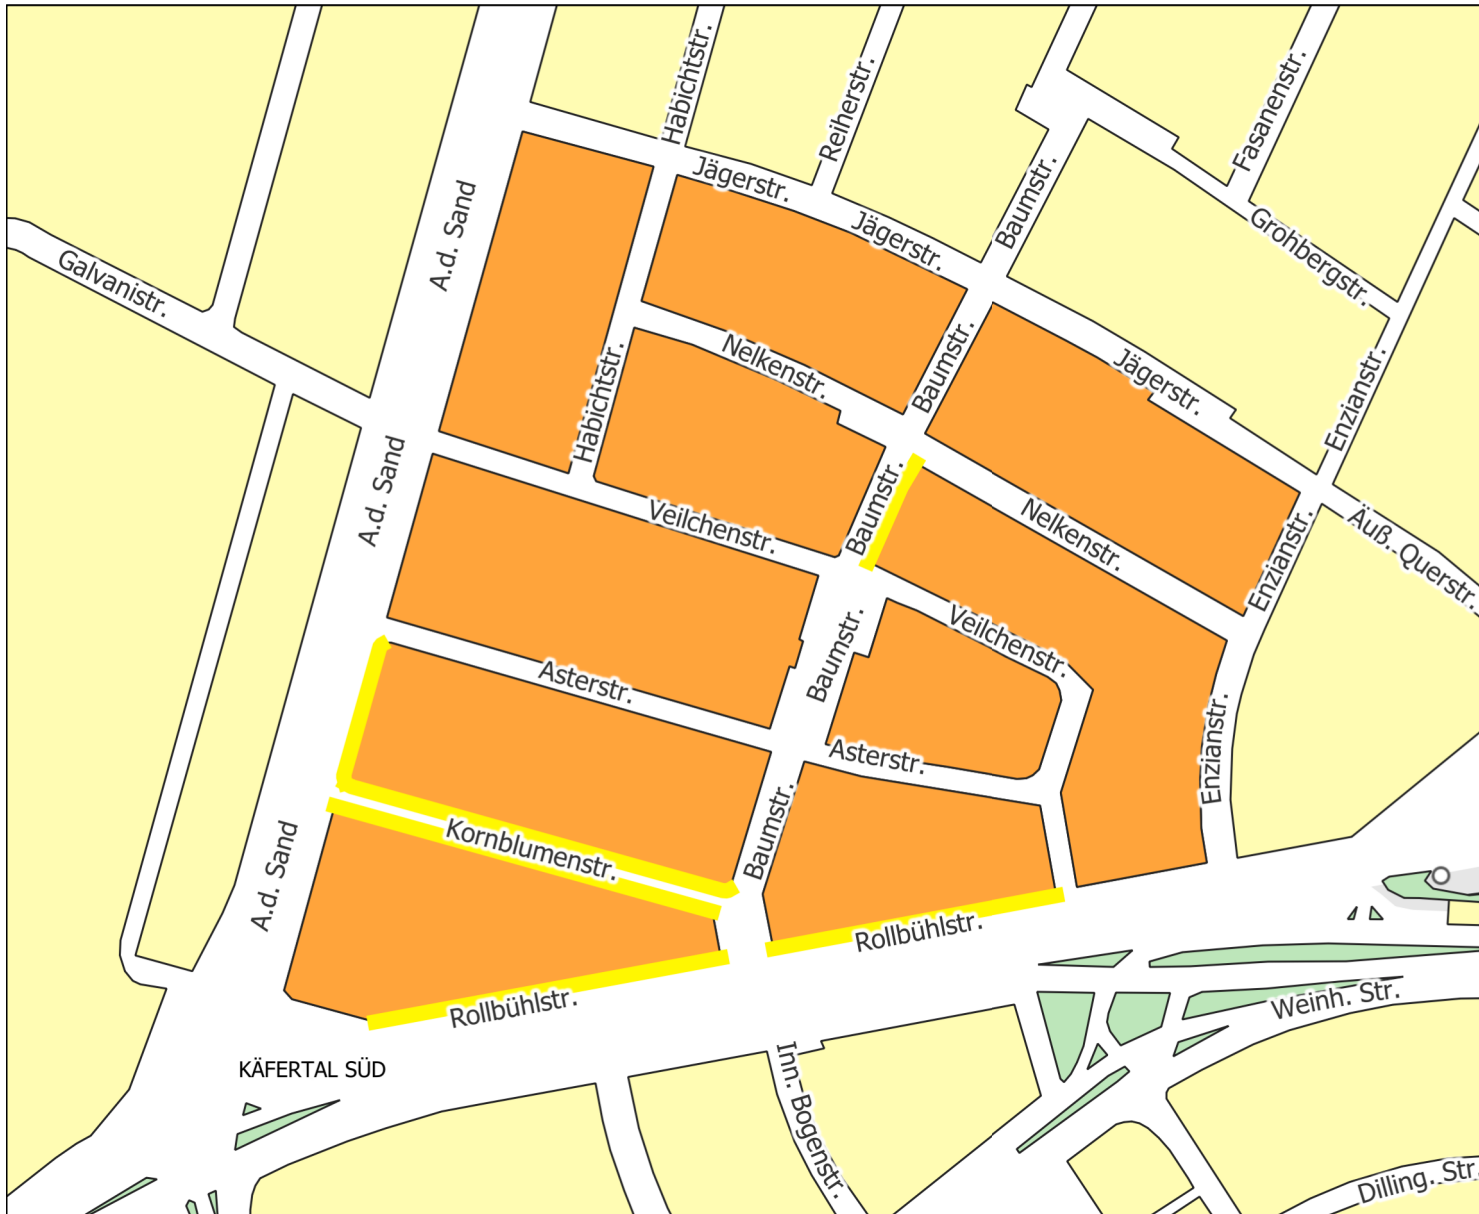 Habichtstr.
Reiherstr.
Fasanenstr.
Jägerstr.
Baumstr.
A.d. Sand
Jägerstr.
Grohbergstr.
Galvanistr.
Nelkenstr.
Baumstr.
Jägerstr.
Enzianstr.
Habichtstr.
A.d. Sand
Veilchenstr.
Baumstr.
Nelkenstr.
Enzianstr.
Äuß. Querstr.
Asterstr.
Baumstr.
Veilchenstr.
Asterstr.
Enzianstr.
A.d. Sand
Kornblumenstr.
Baumstr.
Rollbühlstr.
Rollbühlstr.
Weinh. Str.
KÄFERTAL SÜD
Inn. Bogenstr.
Dilling. Str.